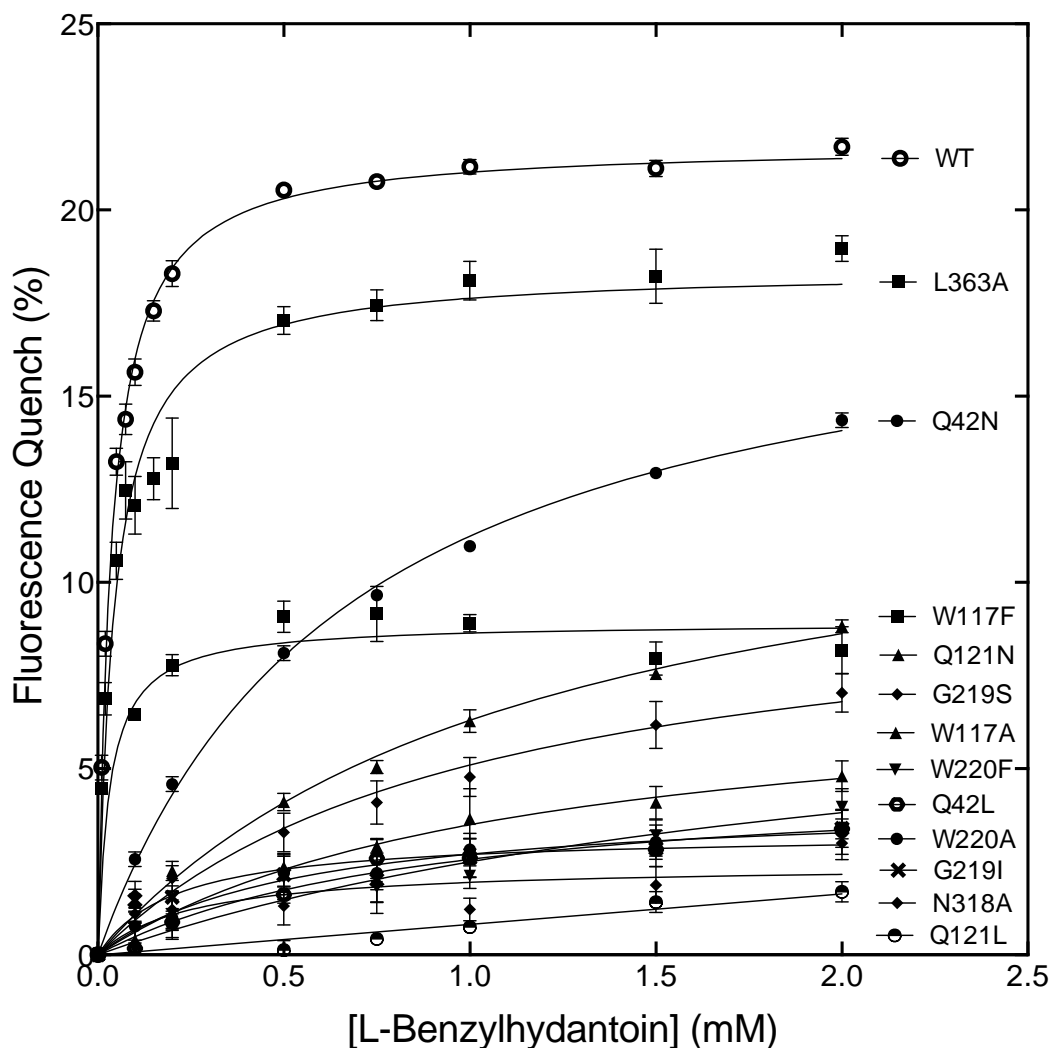 Fluorescence Quench (%)
25
20
15
10
5
0
0.0
0.5
1.0
1.5
2.0
2.5
[L-Benzylhydantoin] (mM)
WT
L363A
Q42N
W117F
Q121N
G219S
W117A
W220F
Q42L
W220A
G219I
N318A
Q121L